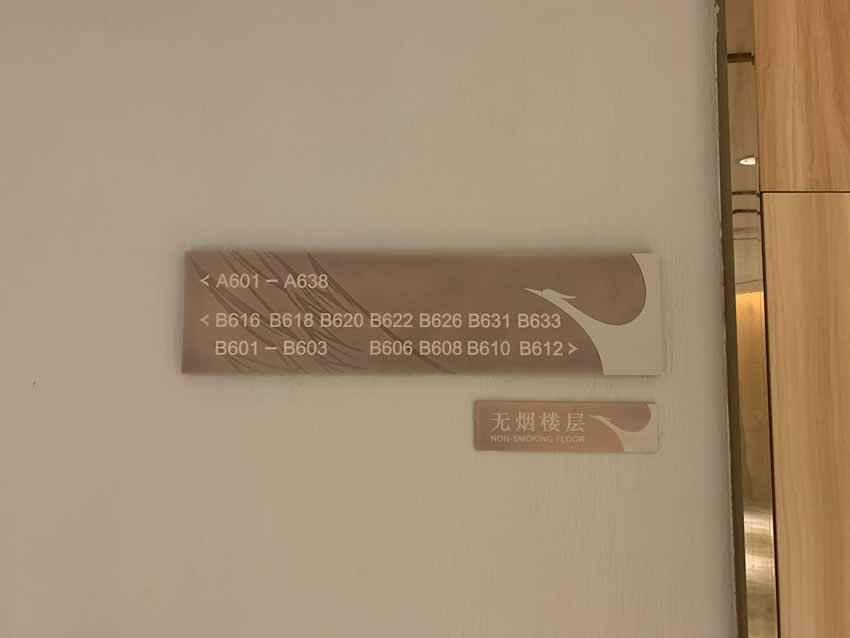 < A601 – A638
< B616 B618 B620 B622 B626 B631 B633
B601 – B603 B606 B608 B610 B612 >
无烟楼层
NON-SMOKING FLOOR